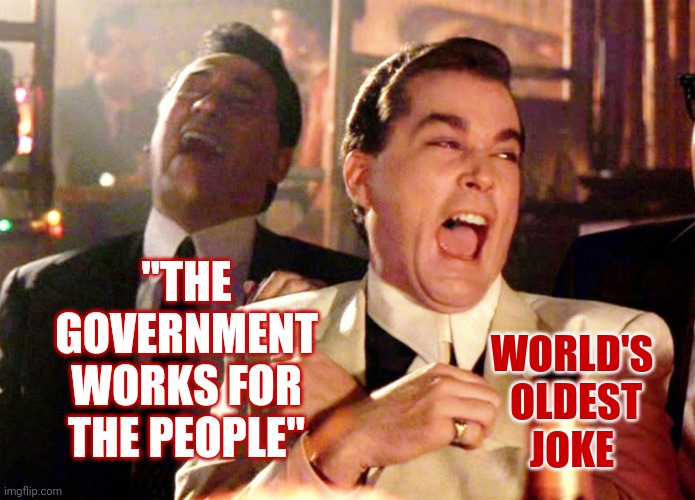 "THE
GOVERNMENT
WORKS FOR
THE PEOPLE"
WORLD'S
OLDEST
JOKE
imgflip.com